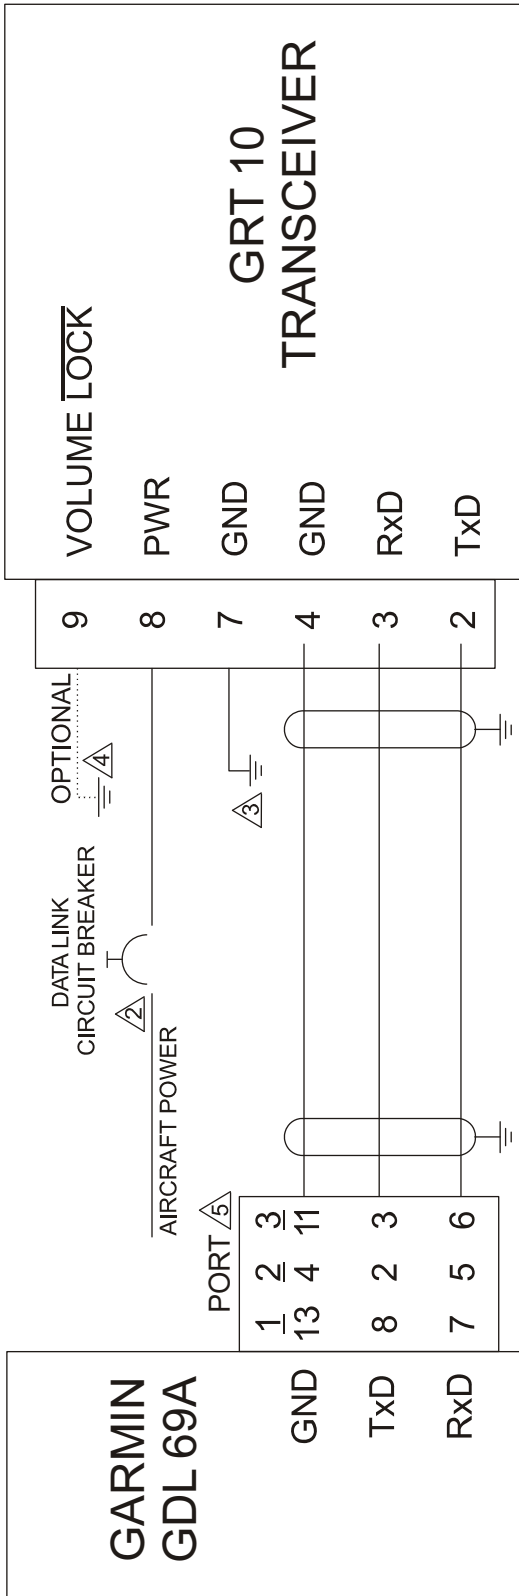 GARMIN
GDL 69A
GND
TxD
RxD
PORT 5
1 2 3
13 4 11
8 2 3
7 5 6
AIRCRAFT POWER
2
DATA LINK
CIRCUIT BREAKER
OPTIONAL
4
3
9 VOLUME LOCK
8 PWR
7 GND
4 GND
3 RxD
2 TxD
GRT 10
TRANSCEIVER